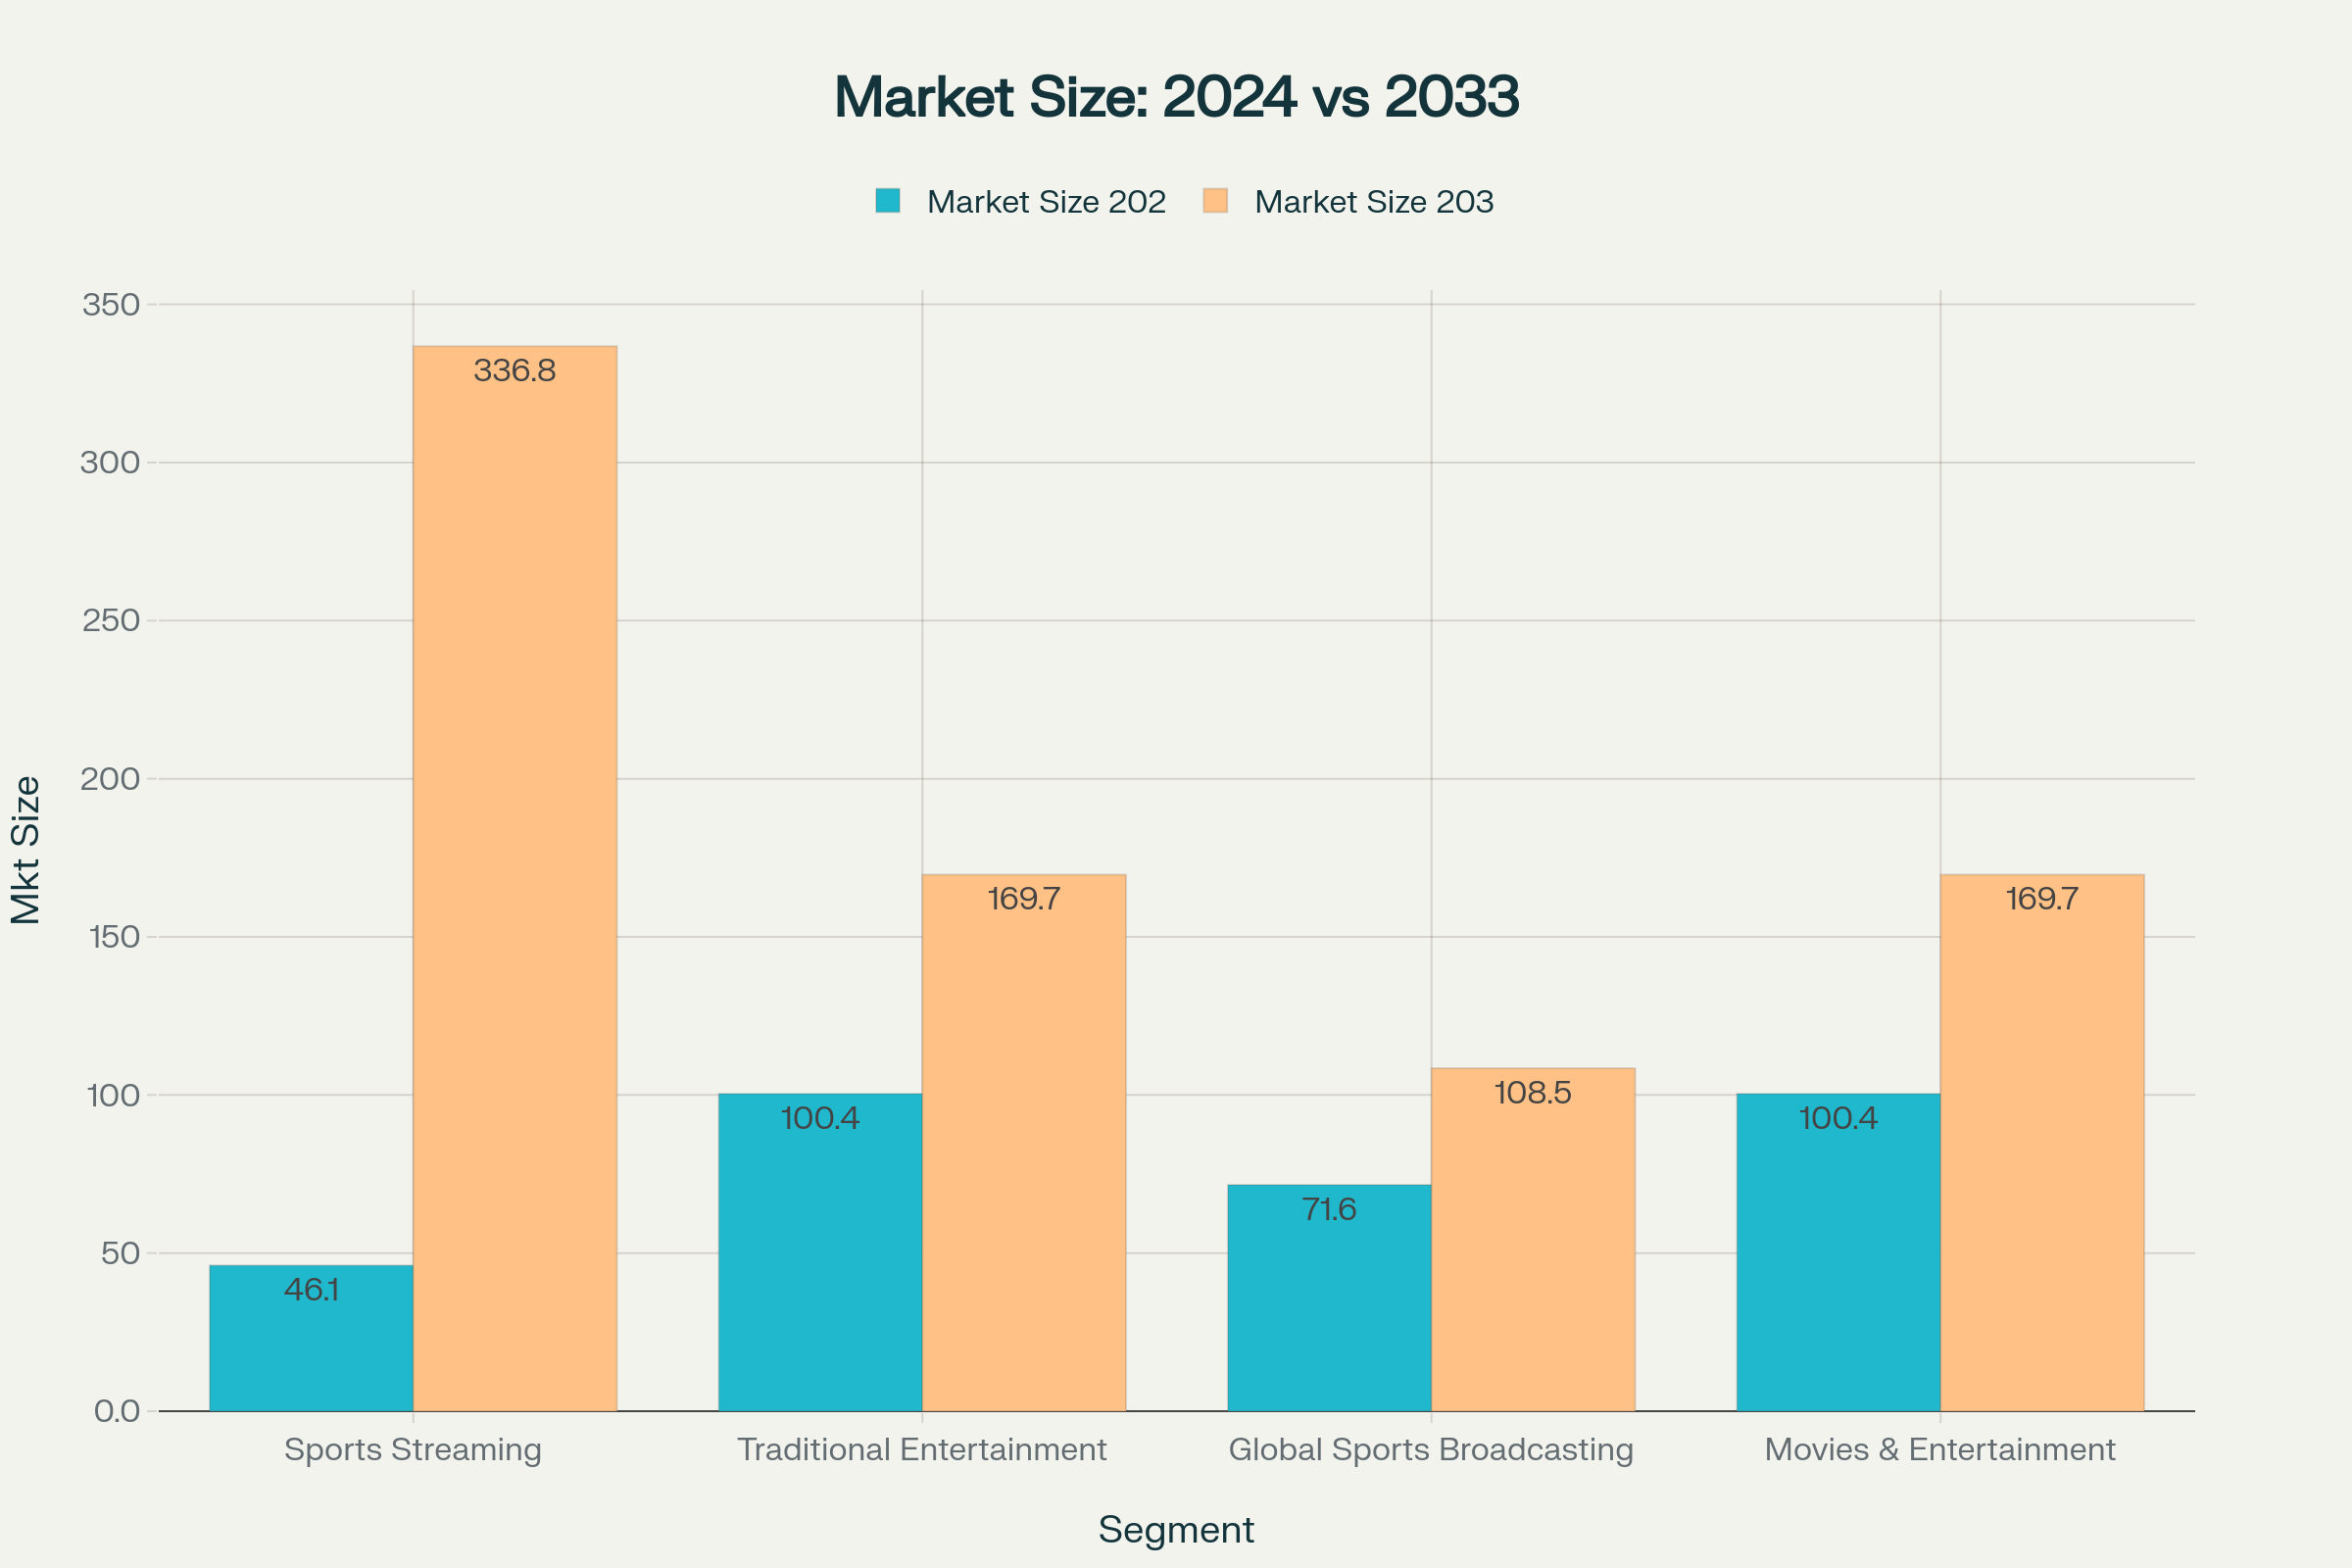 Market Size: 2024 vs 2033
Market Size 202
Market Size 203
350
300
250
200
150
100
50
0.0
Mkt Size
46.1
336.8
100.4
169.7
71.6
108.5
100.4
169.7
Sports Streaming
Traditional Entertainment
Global Sports Broadcasting
Movies & Entertainment
Segment